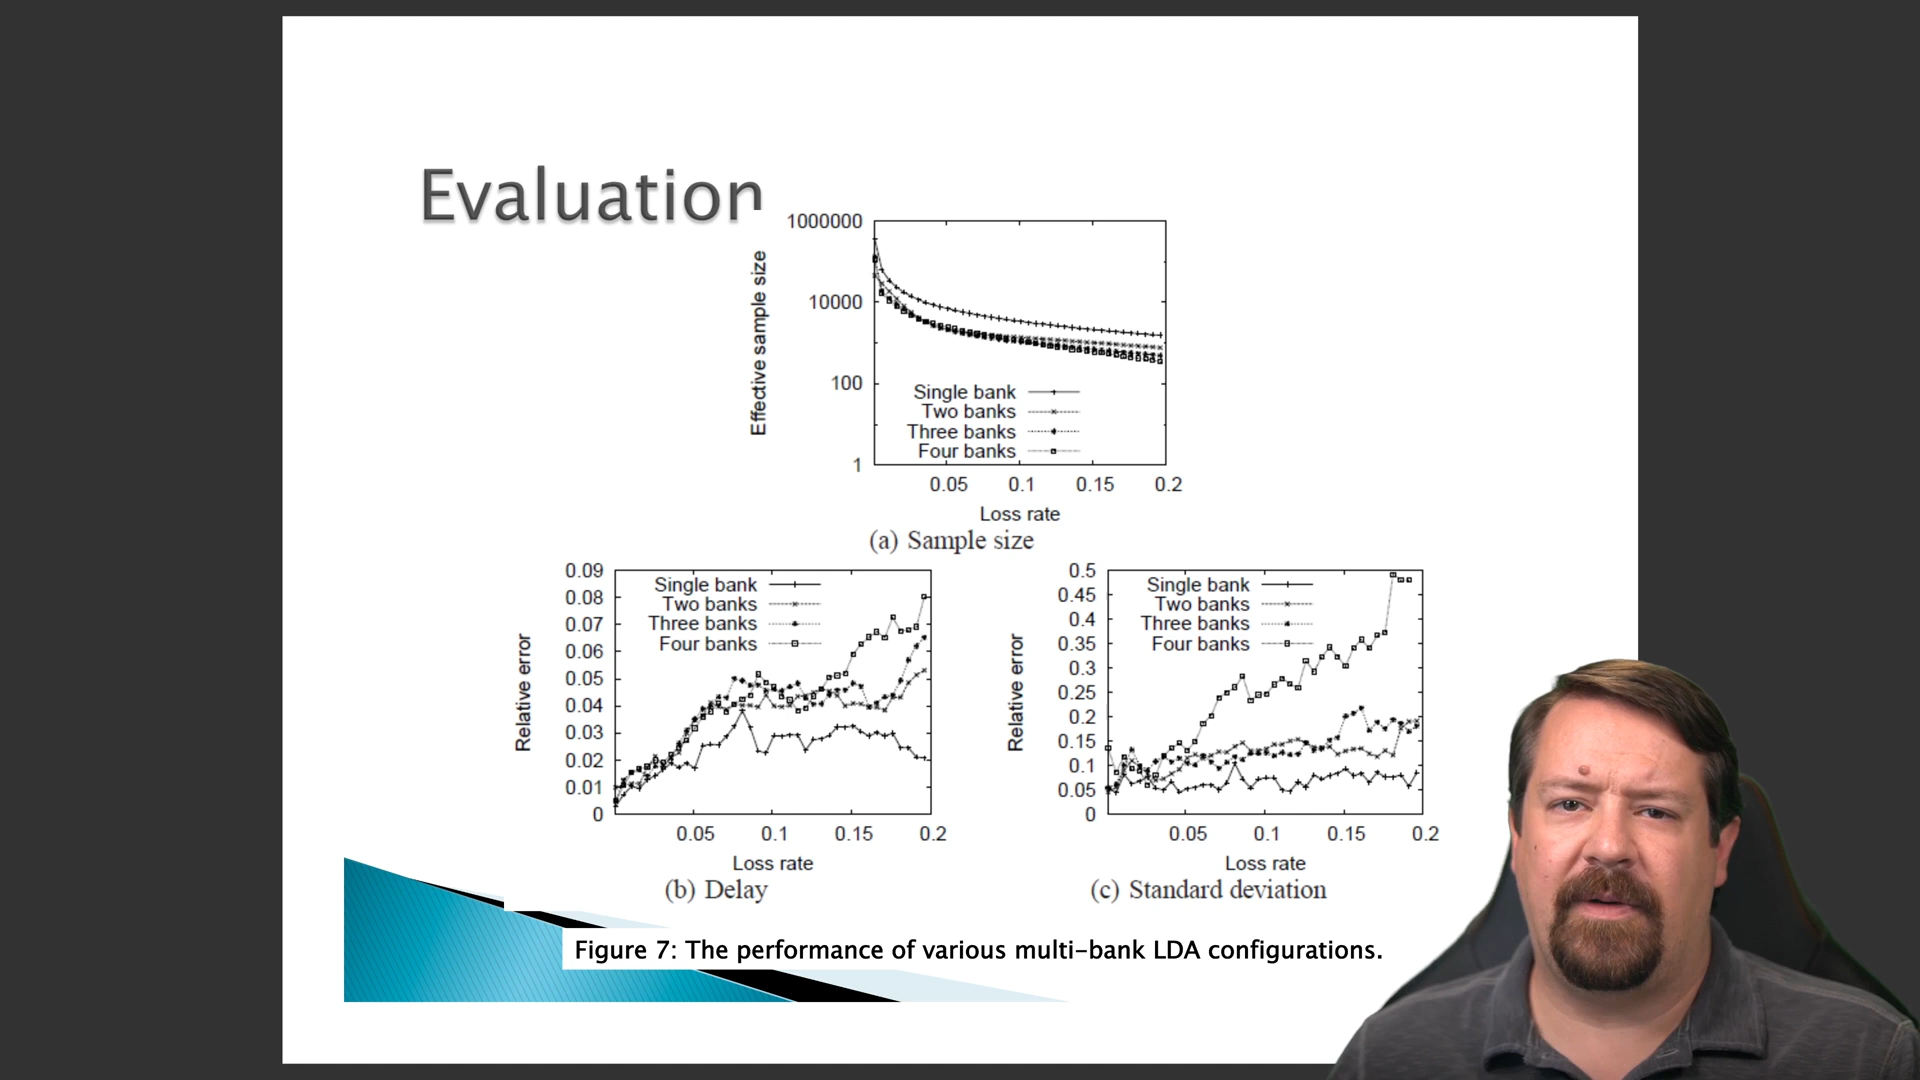 Evaluation
1000000
10000
100
1
Effective sample size
Single bank
Two banks
Three banks
Four banks
0.05 0.1 0.15 0.2
Loss rate
(a) Sample size
0.09
0.08
0.07
0.06
0.05
0.04
0.03
0.02
0.01
0
Relative error
Single bank
Two banks
Three banks
Four banks
0.05 0.1 0.15 0.2
Loss rate
(b) Delay
0.5
0.45
0.4
0.35
0.3
0.25
0.2
0.15
0.1
0.05
0
Relative error
Single bank
Two banks
Three banks
Four banks
0.05 0.1 0.15 0.2
Loss rate
(c) Standard deviation
Figure 7: The performance of various multi-bank LDA configurations.